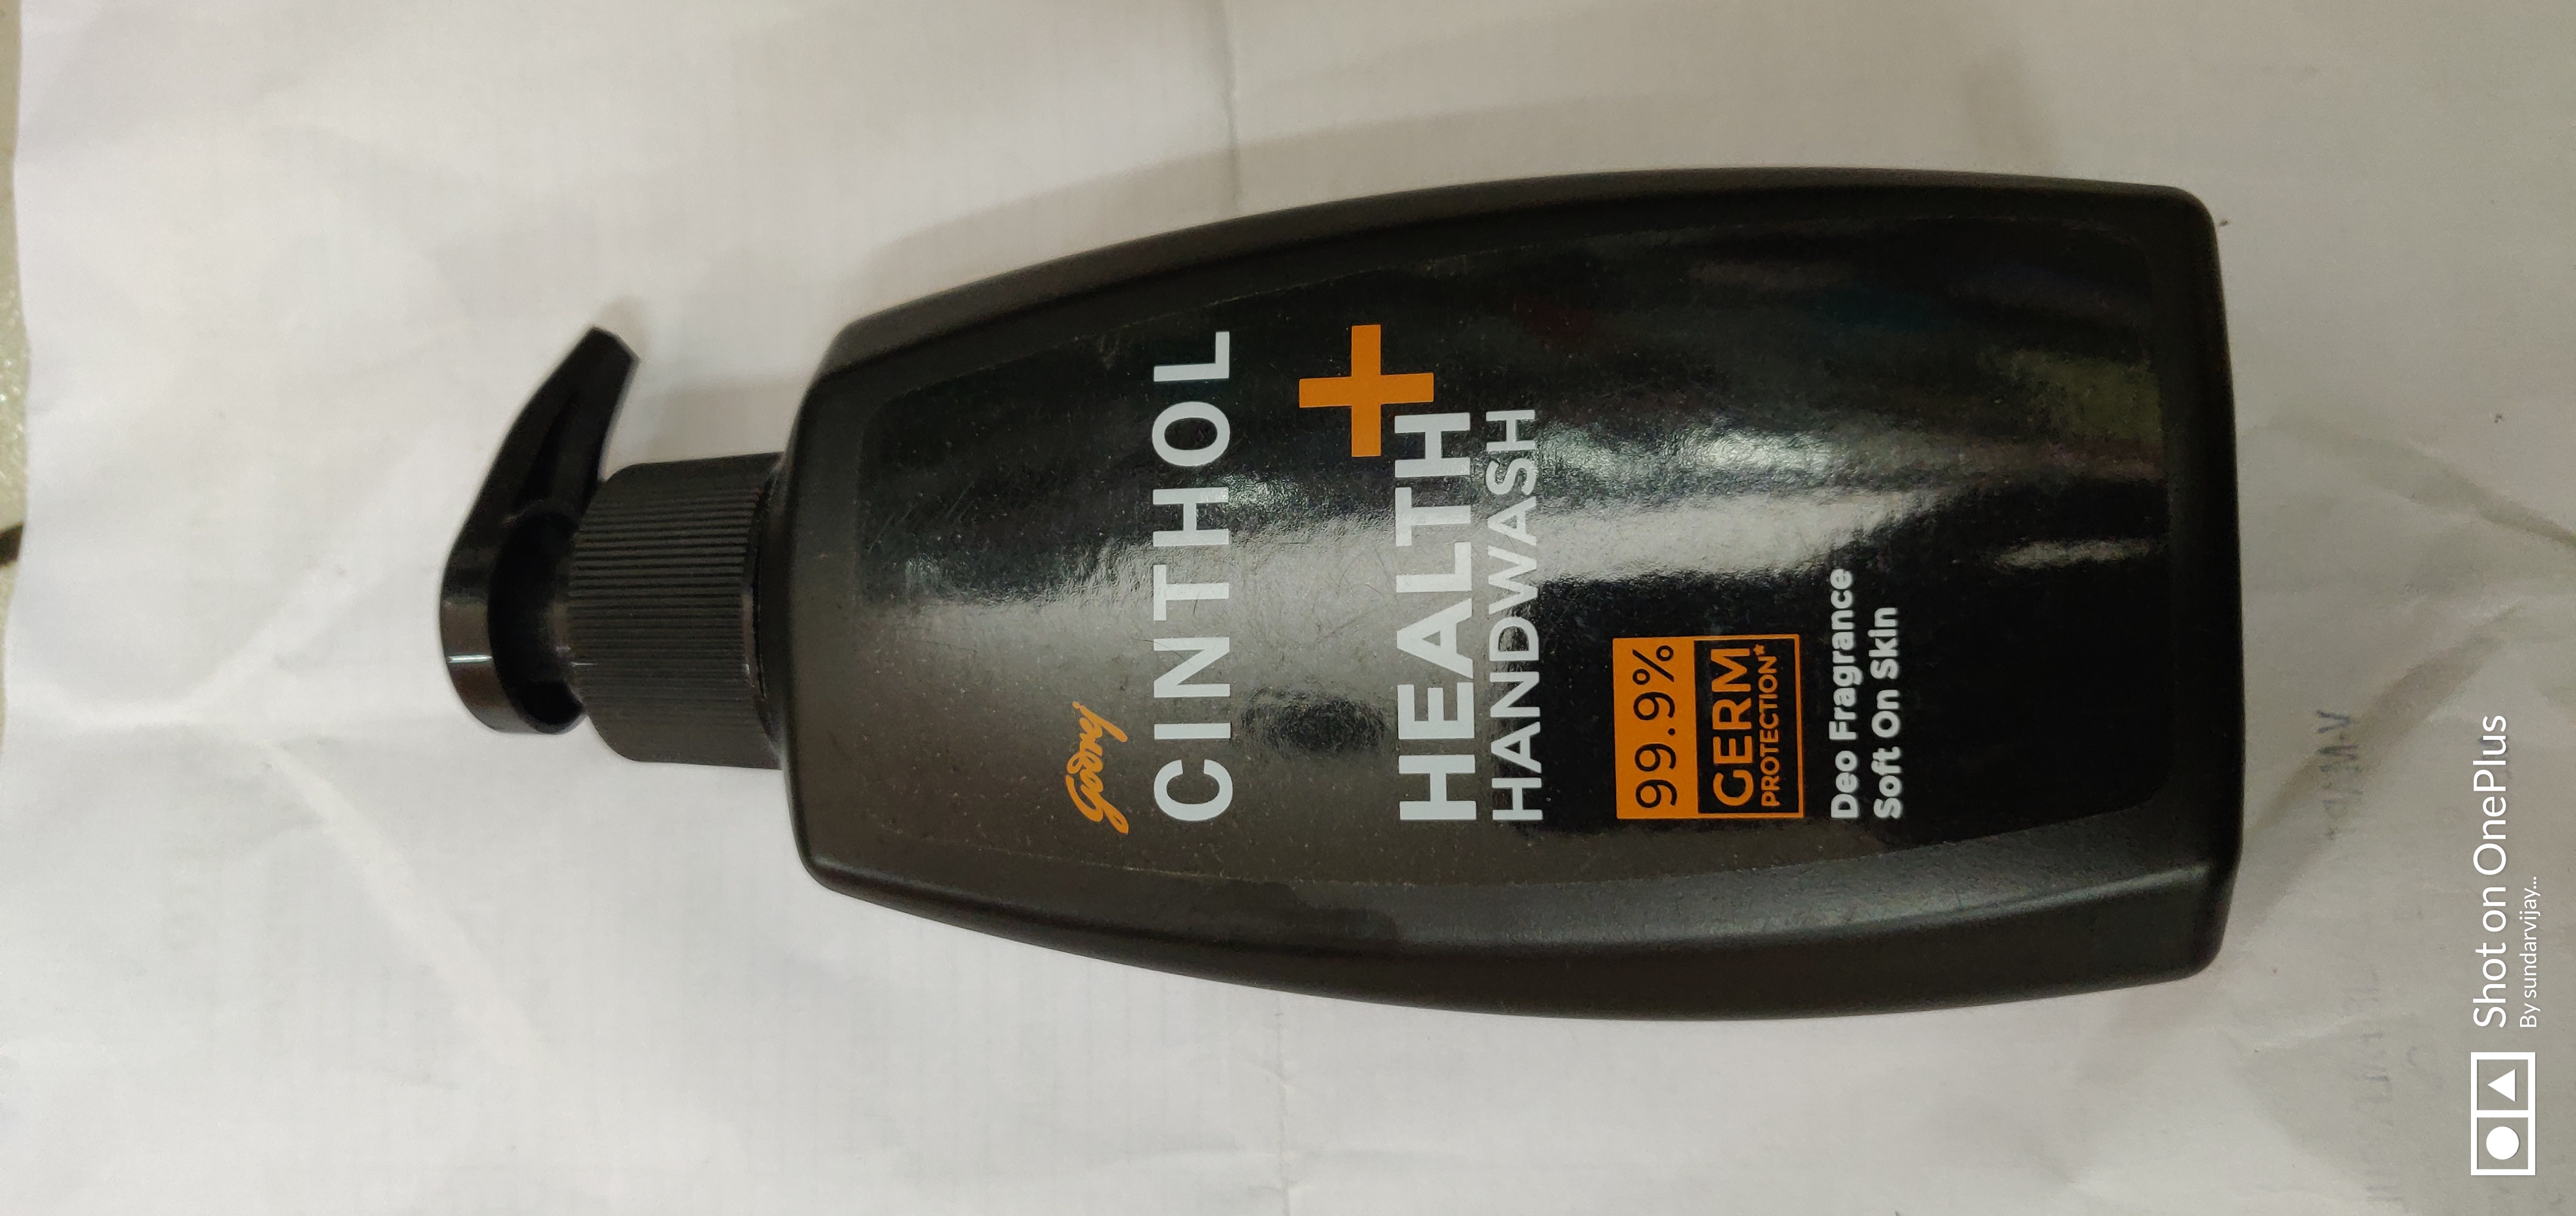 Godrej
CINTHOL
+
HEALTH
HANDWASH
99.9%
GERM
PROTECTION*
Deo Fragrance
Soft On Skin
Shot on OnePlus
By sundarvijay...